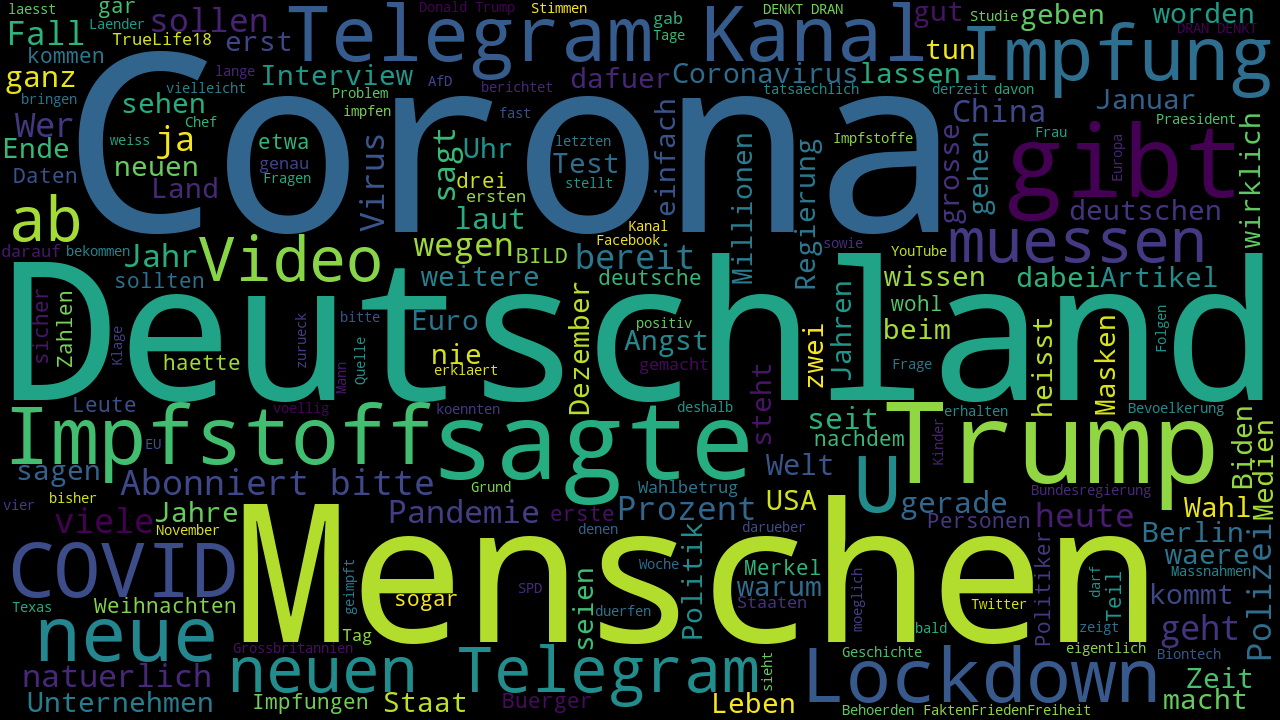 laesst
gar
sollen
Telegram Kanal
Donald Trump
Stimmen
gab
DENKT DRAN
gut
Studie
geben
worden
Laender
Fall
TrueLife18
erst
Tage
tun
Impfung
DRAN DENKT
kommen
ganz
lange
Interview
AfD
dafuer
Coronavirus
lassen
bringen
vielleicht
Problem
berichtet
tatsaechlich
derzeit
davon
Januar
sehen
impfen
fast
China
Praesident
Wer
Chef
Corona
ja
weiss
etwa
Virus
sagt
Uhr
letzten
einfach
Millionen
Regierung
Impfstoffe
grosse
gehen
Frau
Europa
gibt
wirklich
Ende
neuen
genau
Test
Daten
Land
Fragen
drei
stellt
ersten
ab
laut
Kanal
deutschen
darauf
bekommen
Jahr
Video
wegen
BILD
Facebook
bereit
sowie
YouTube
muessen
sollten
weitere
deutsche
wissen
dabei
Artikel
Deutschland
sicher
Zahlen
Klage
haette
zurueck
bitte
Mann
Quelle
Euro
nie
erklaert
Dezember
positiv
Angst
gemacht
zwei
Jahren
wohl
beim
Frage
heisst
Masken
Folgen
Leute
voellig
koennten
deshalb
steht
seit
erhalten
Bevoelkerung
Impfstoff
sagte
nachdem
Trump
Kinder
Biden
Medien
EU
sagen
Abonniert bitte
Grund
Wahlbetrug
Welt
U
Bundesregierung
vier
bisher
viele
Jahre
November
Pandemie
erste
Prozent
USA
gerade
Personen
heute
Wahl
Berlin
denen
darueber
COVID
Menschen
Politik
Woche
Merkel
warum
Politiker
darf
Teil
waere
Massnahmen
Polizei
Texas
Weihnachten
geimpft
sogar
SPD
seien
duerfen
Staaten
moeglich
Twitter
kommt
neue
Tag
bald
zeigt
geht
Grossbritannien
Geschichte
eigentlich
Biontech
natuerlich
neuen Telegram
sieht
Lockdown
Zeit
Unternehmen
Impfungen
Staat
Buerger
Leben
Behoerden
FaktenFriedenFreiheit
macht